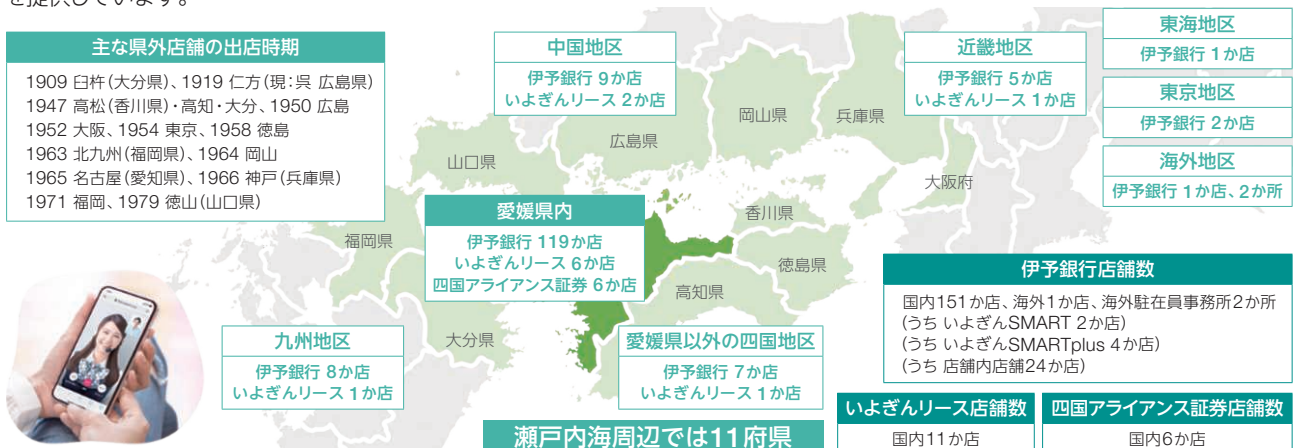 を提供しています。
主な県外店舗の出店時期
1909 臼杵(大分県)、1919 仁方(現:呉 広島県)
1947 高松(香川県)・高知・大分、1950 広島
1952 大阪、1954 東京、1958 徳島
1963 北九州(福岡県)、1964 岡山
1965 名古屋(愛知県)、1966 神戸(兵庫県)
1971 福岡、1979 徳山(山口県)
中国地区
伊予銀行 9か店
いよぎんリース 2か店
近畿地区
伊予銀行 5か店
いよぎんリース 1か店
東海地区
伊予銀行 1か店
東京地区
伊予銀行 2か店
海外地区
伊予銀行 1か店、2か所
岡山県
兵庫県
広島県
山口県
大阪府
香川県
福岡県
徳島県
高知県
大分県
愛媛県内
伊予銀行 119か店
いよぎんリース 6か店
四国アライアンス証券 6か店
九州地区
伊予銀行 8か店
いよぎんリース 1か店
愛媛県以外の四国地区
伊予銀行 7か店
いよぎんリース 1か店
伊予銀行店舗数
国内151か店、海外1か店、海外駐在員事務所2か所
(うち いよぎんSMART 2か店)
(うち いよぎんSMARTplus 4か店)
(うち 店舗内店舗24か店)
瀬戸内海周辺では11府県
いよぎんリース店舗数
国内11か店
四国アライアンス証券店舗数
国内6か店